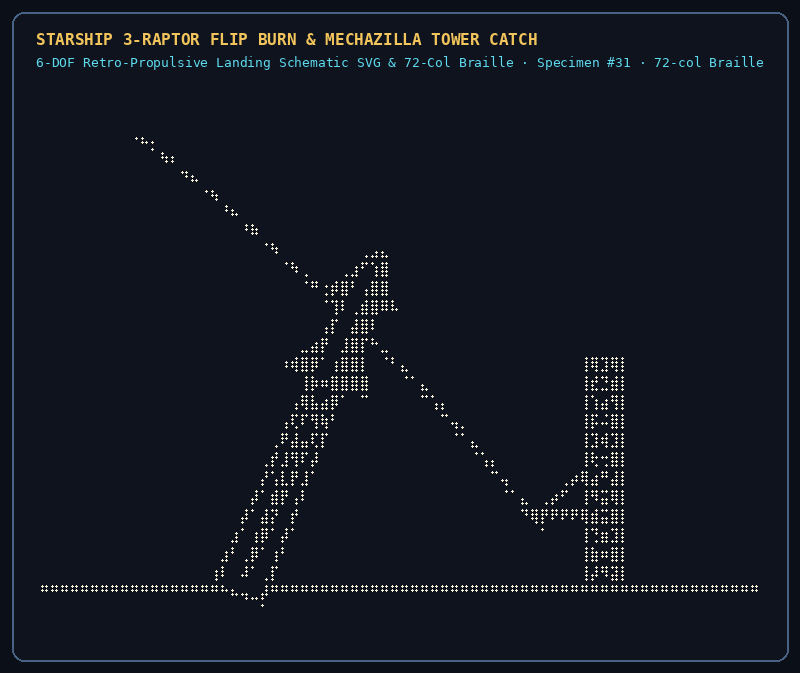 STARSHIP 3-RAPTOR FLIP BURN & MECHAZILLA TOWER CATCH
6-DOF Retro-Propulsive Landing Schematic SVG & 72-Col Braille · Specimen #31 · 72-col Braille